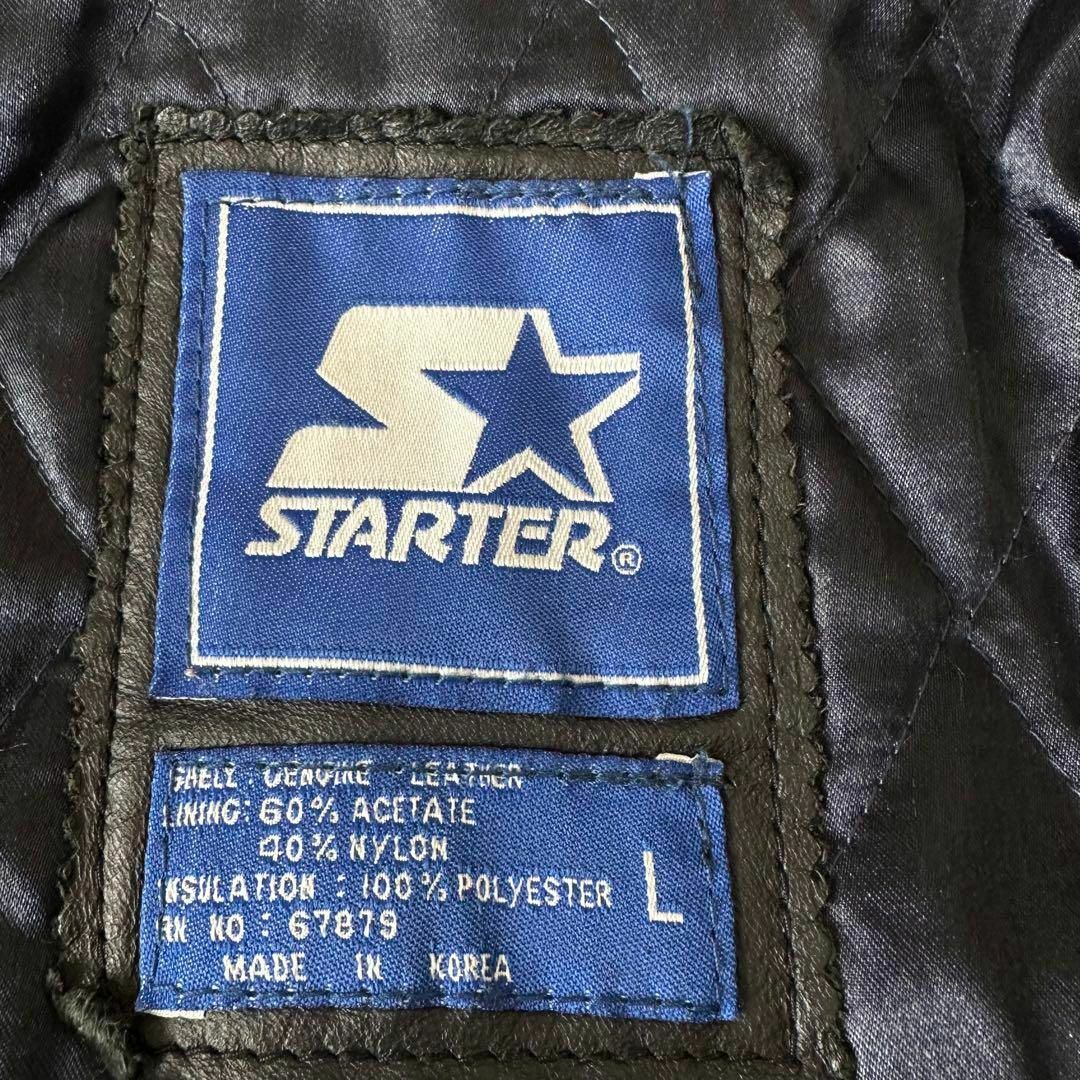 STARTER®
SHELL : GENUINE LEATHER
LINING: 60% ACETATE
40% NYLON
INSULATION : 100% POLYESTER
RN NO : 67879
MADE IN KOREA
L